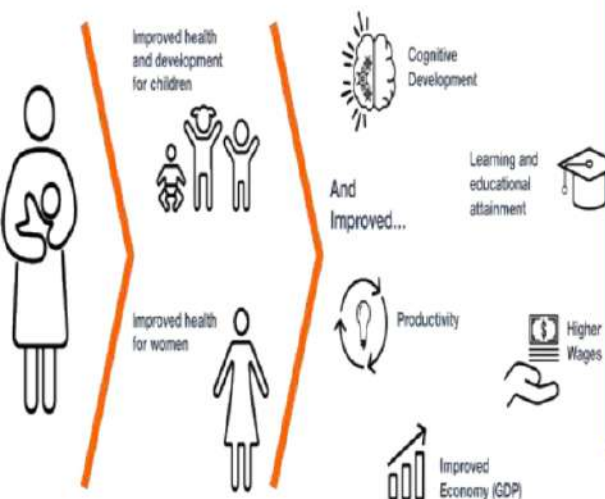 Improved health
and development
for children
Improved health
for women
And
Improved...
Cognitive
Development
Learning and
educational
attainment
Productivity
$
Higher
Wages
Improved
Economy (GDP)